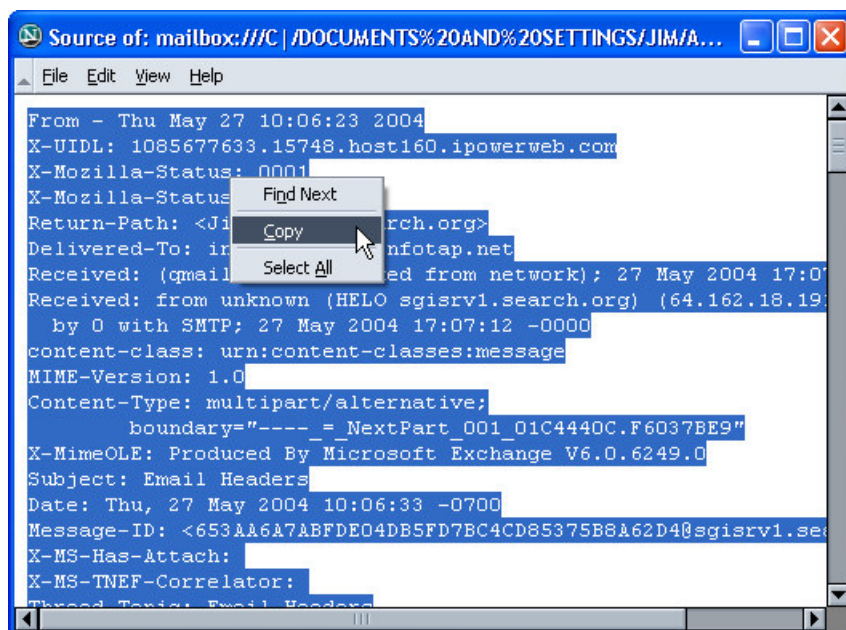 Source of: mailbox:///C|/DOCUMENTS%20AND%20SETTINGS/JIM/A...
File Edit View Help
From - Thu May 27 10:06:23 2004
X-UIDL: 1085677633.15748.host160.ipowerweb.com
X-Mozilla-Status: 0001
X-Mozilla-Status
Find Next
Return-Path: <Ji rch.org>
Copy
Delivered-To: in nfotap.net
Select All
Received: (qmail ed from network); 27 May 2004 17:07
Received: from unknown (HELO sgisrv1.search.org) (64.162.18.191
by 0 with SMTP; 27 May 2004 17:07:12 -0000
content-class: urn:content-classes:message
MIME-Version: 1.0
Content-Type: multipart/alternative;
boundary="----_=_NextPart_001_01C4440C.F6037BE9"
X-MimeOLE: Produced By Microsoft Exchange V6.0.6249.0
Subject: Email Headers
Date: Thu, 27 May 2004 10:06:33 -0700
Message-ID: <653AA6A7ABFDE04DB5FD7BC4CD85375B8A62D4@sgisrv1.sea
X-MS-Has-Attach:
X-MS-TNEF-Correlator:
Thread-Topic: Email Headers